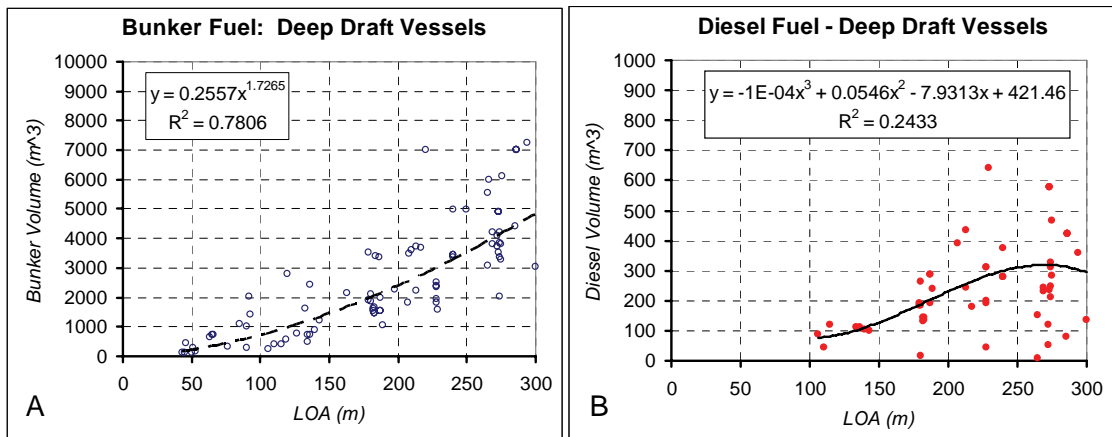 Bunker Fuel: Deep Draft Vessels
y = 0.2557x^1.7265
R^2 = 0.7806
Bunker Volume (m^3)
10000
9000
8000
7000
6000
5000
4000
3000
2000
1000
0
0 50 100 150 200 250 300
LOA (m)
A
Diesel Fuel - Deep Draft Vessels
y = -1E-04x^3 + 0.0546x^2 - 7.9313x + 421.46
R^2 = 0.2433
Diesel Volume (m^3)
1000
900
800
700
600
500
400
300
200
100
0
0 50 100 150 200 250 300
LOA (m)
B